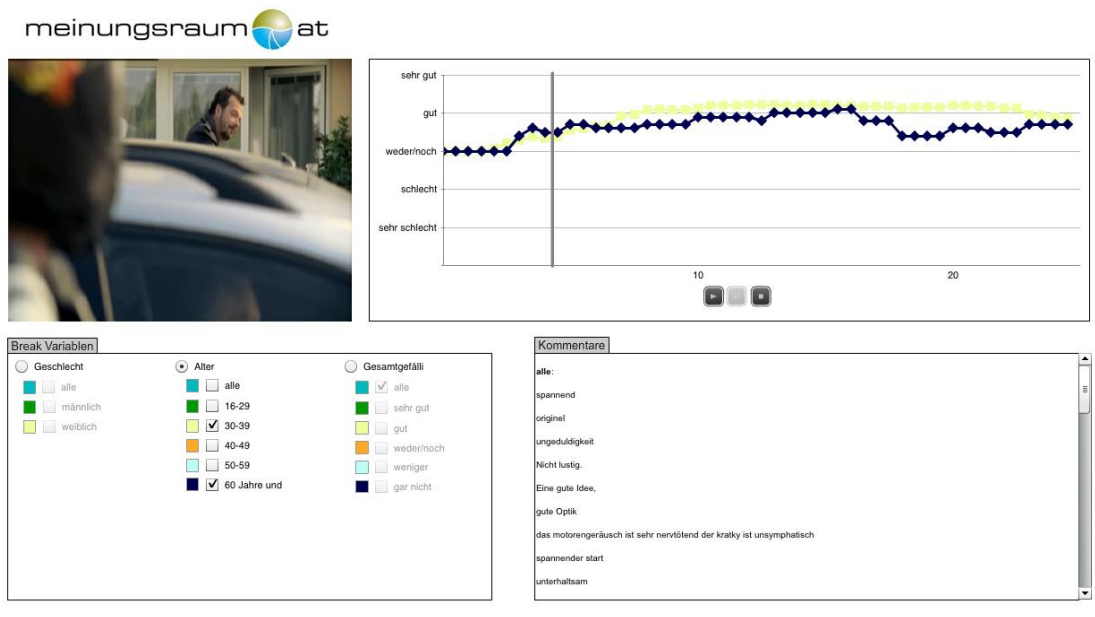 meinungsraum at
sehr gut
gut
weder/noch
schlecht
sehr schlecht
10
20
Break Variablen
Geschlecht
alle
männlich
weiblich
Alter
alle
16-29
30-39
40-49
50-59
60 Jahre und
Gesamtgefälli
alle
sehr gut
gut
weder/noch
weniger
gar nicht
Kommentare
alle:
spannend
originel
ungeduldigkeit
Nicht lustig.
Eine gute Idee,
gute Optik
das motorengeräusch ist sehr nervtötend der kratky ist unsymphatisch
spannender start
unterhaltsam